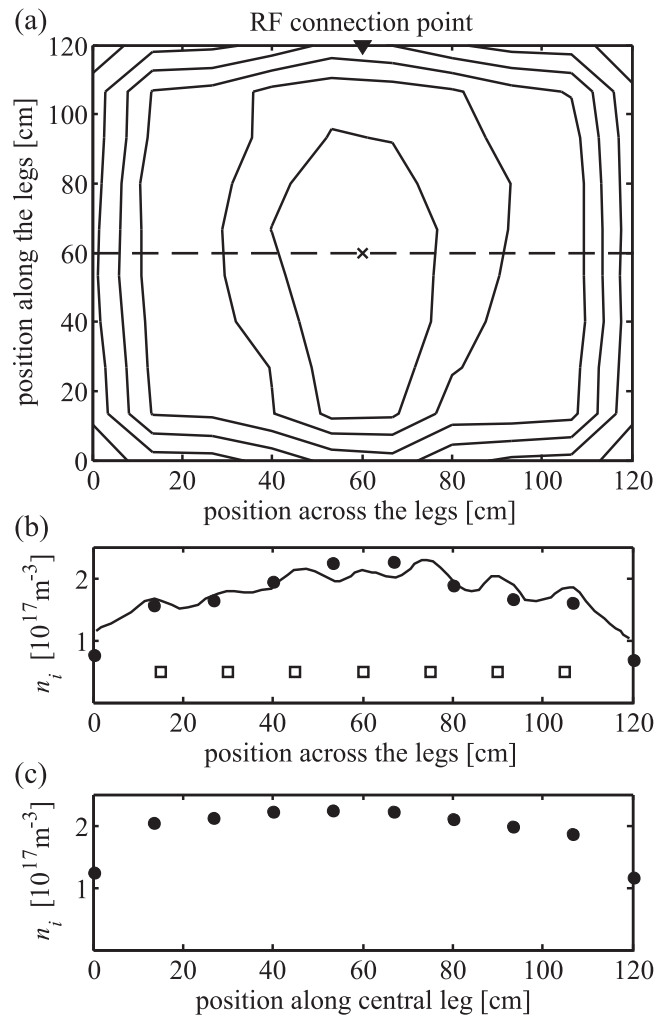 (a)
RF connection point
120
100
80
60
40
20
0
position along the legs [cm]
0 20 40 60 80 100 120
position across the legs [cm]
(b)
2
1
n_i [10^17 m^-3]
0 20 40 60 80 100 120
position across the legs [cm]
(c)
2
1
n_i [10^17 m^-3]
0 20 40 60 80 100 120
position along central leg [cm]